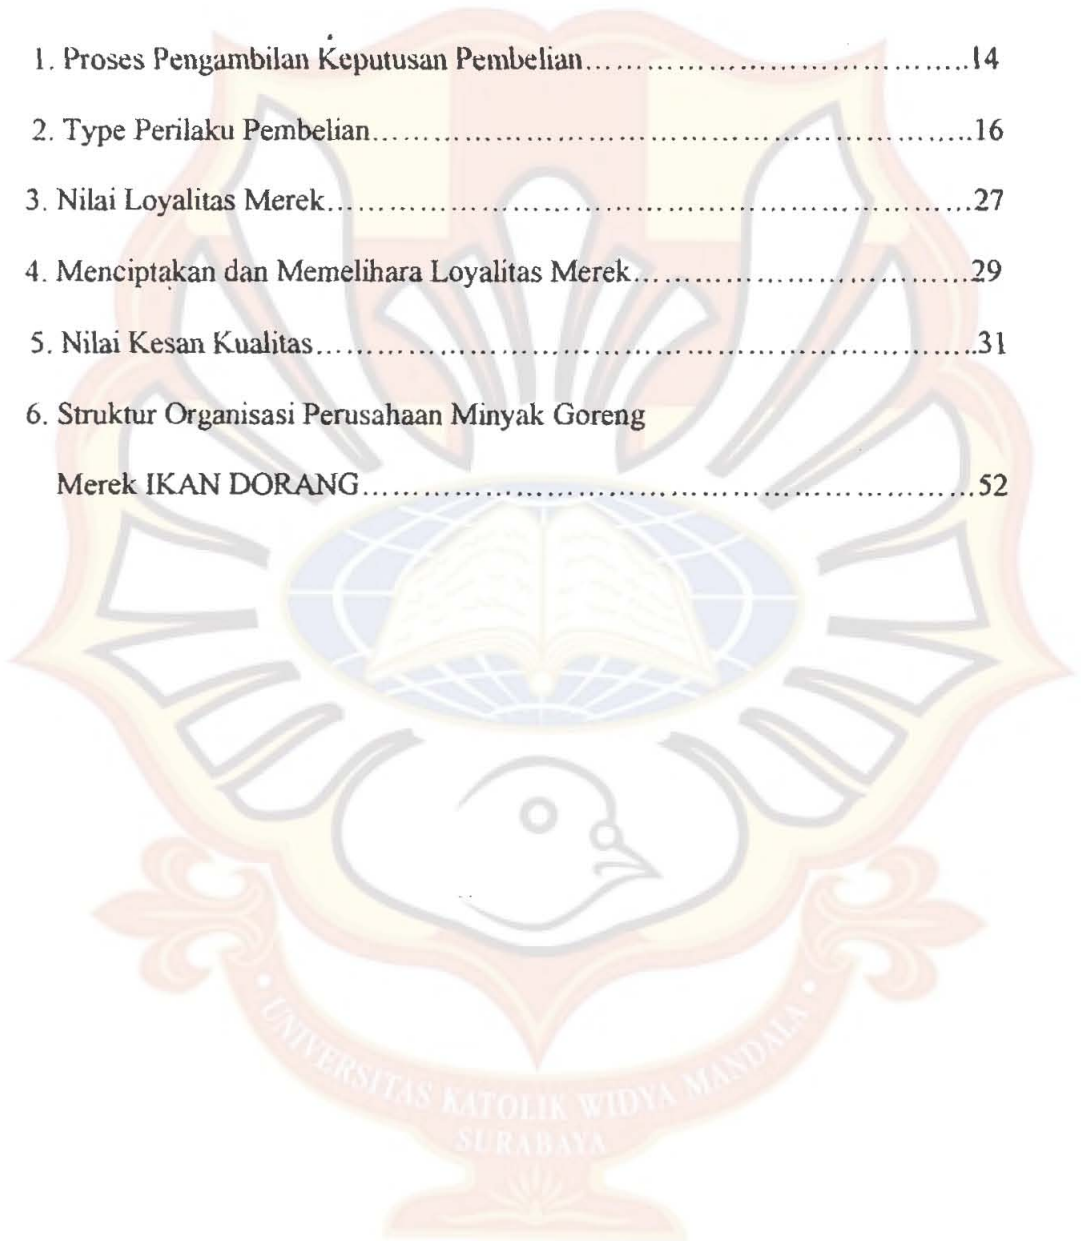 1. Proses Pengambilan Keputusan Pembelian.......................................14
2. Type Perilaku Pembelian..............................................................16
3. Nilai Loyalitas Merek...................................................................27
4. Menciptakan dan Memelihara Loyalitas Merek..................................29
5. Nilai Kesan Kualitas....................................................................31
6. Struktur Organisasi Perusahaan Minyak Goreng
Merek IKAN DORANG...............................................................52
• UNIVERSITAS KATOLIK WIDYA MANDALA •
SURABAYA